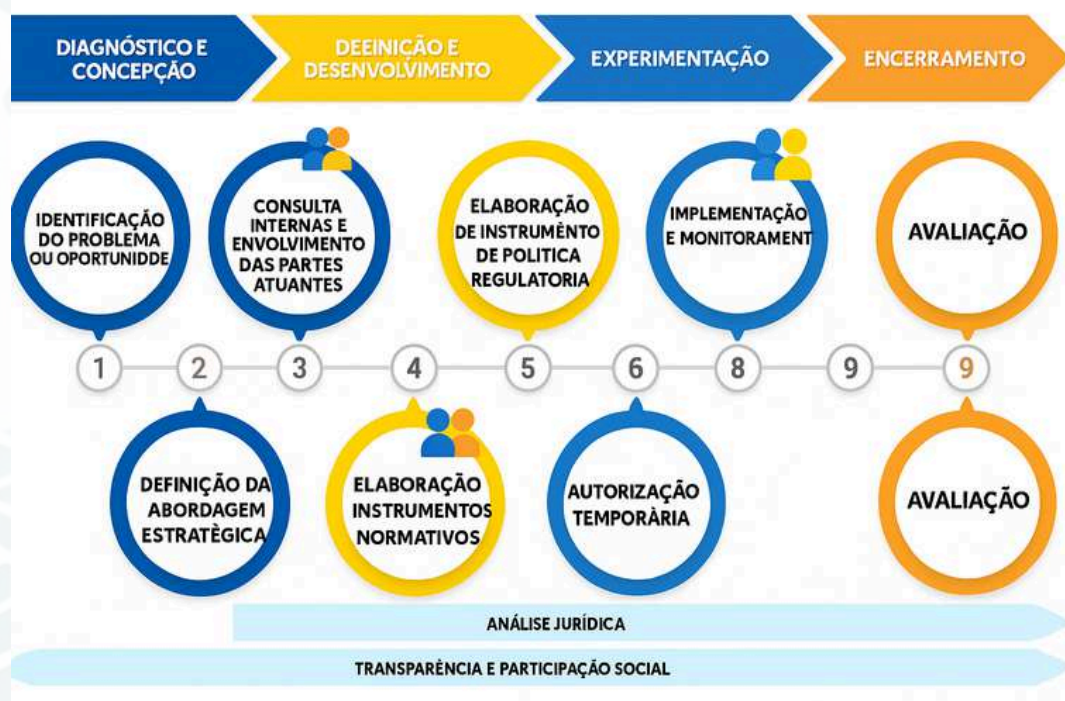 DIAGNÓSTICO E
CONCEPÇÃO
DEEINIÇÃO E
DESENVOLVIMENTO
EXPERIMENTAÇÃO
ENCERRAMENTO
IDENTIFICAÇÃO
DO PROBLEMA
OU OPORTUNIDDE
CONSULTA
INTERNAS E
ENVOLVIMENTO
DAS PARTES
ATUANTES
ELABORAÇÃO
DE INSTRUMENTO
DE POLITICA
REGULATORIA
IMPLEMENTAÇÃO
E MONITORAMENT
AVALIAÇÃO
1
2
3
4
5
6
8
9
9
DEFINIÇÃO DA
ABORDAGEM
ESTRATÈGICA
ELABORAÇÃO
INSTRUMENTOS
NORMATIVOS
AUTORIZAÇÃO
TEMPORÀRIA
AVALIAÇÃO
ANÁLISE JURÍDICA
TRANSPARÊNCIA E PARTICIPAÇÃO SOCIAL